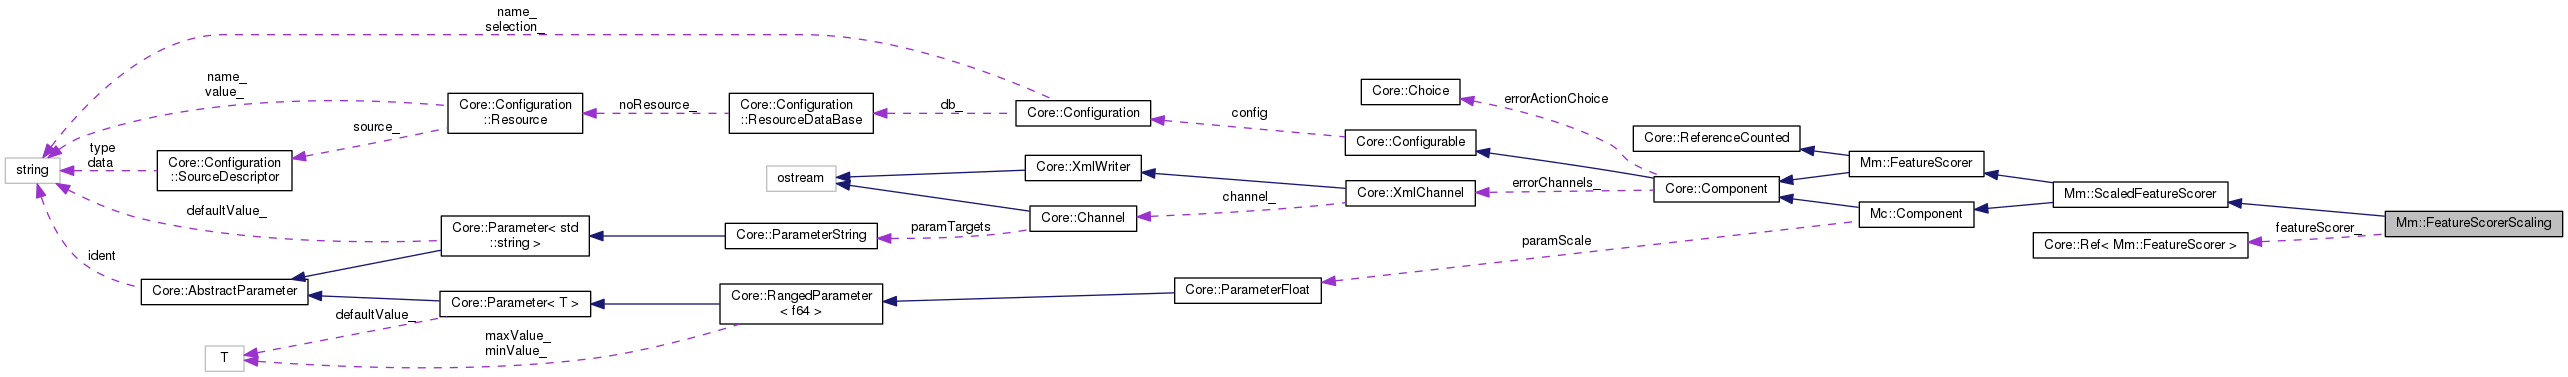 name_
selection_
name_
value_
Core::Configuration
::Resource
noResource_
Core::Configuration
::ResourceDataBase
db_
Core::Configuration
config
Core::Choice
errorActionChoice
source_
type
data
string
Core::Configuration
::SourceDescriptor
Core::Configurable
Core::ReferenceCounted
Mm::FeatureScorer
ostream
Core::XmlWriter
Core::XmlChannel
errorChannels_
Core::Component
Mm::ScaledFeatureScorer
defaultValue_
Core::Parameter< std
::string >
Core::ParameterString
paramTargets
Core::Channel
channel_
Mc::Component
Mm::FeatureScorerScaling
featureScorer_
Core::Ref< Mm::FeatureScorer >
paramScale
ident
Core::AbstractParameter
Core::Parameter< T >
Core::RangedParameter
< f64 >
Core::ParameterFloat
defaultValue_
maxValue_
minValue_
T